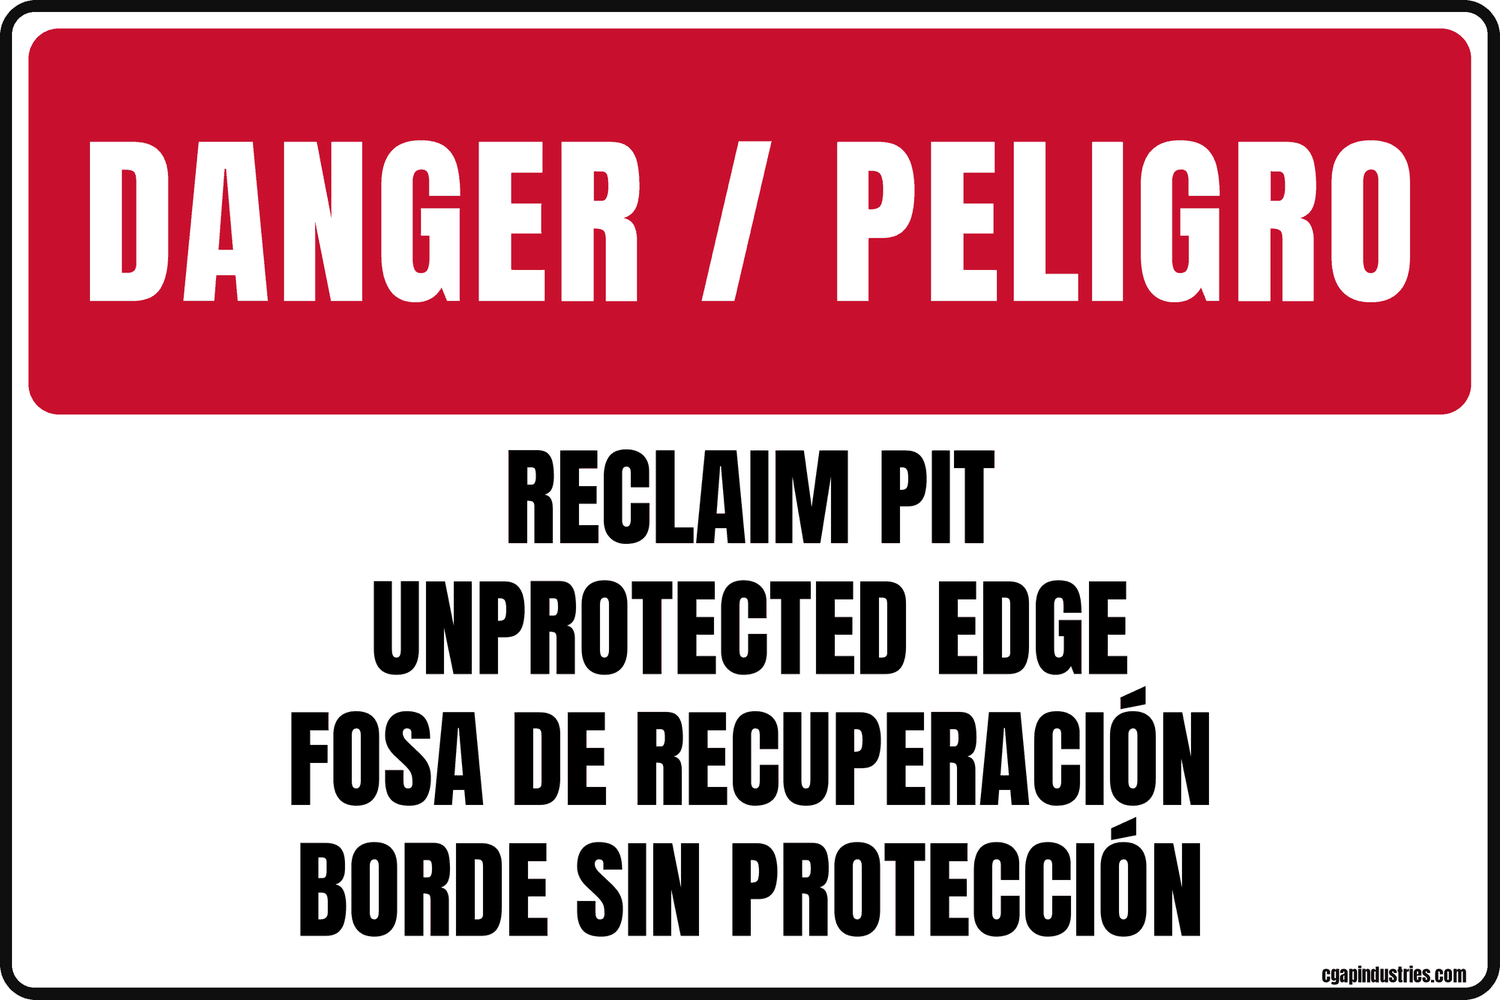 DANGER / PELIGRO
RECLAIM PIT
UNPROTECTED EDGE
FOSA DE RECUPERACIÓN
BORDE SIN PROTECCIÓN
cgapindustries.com